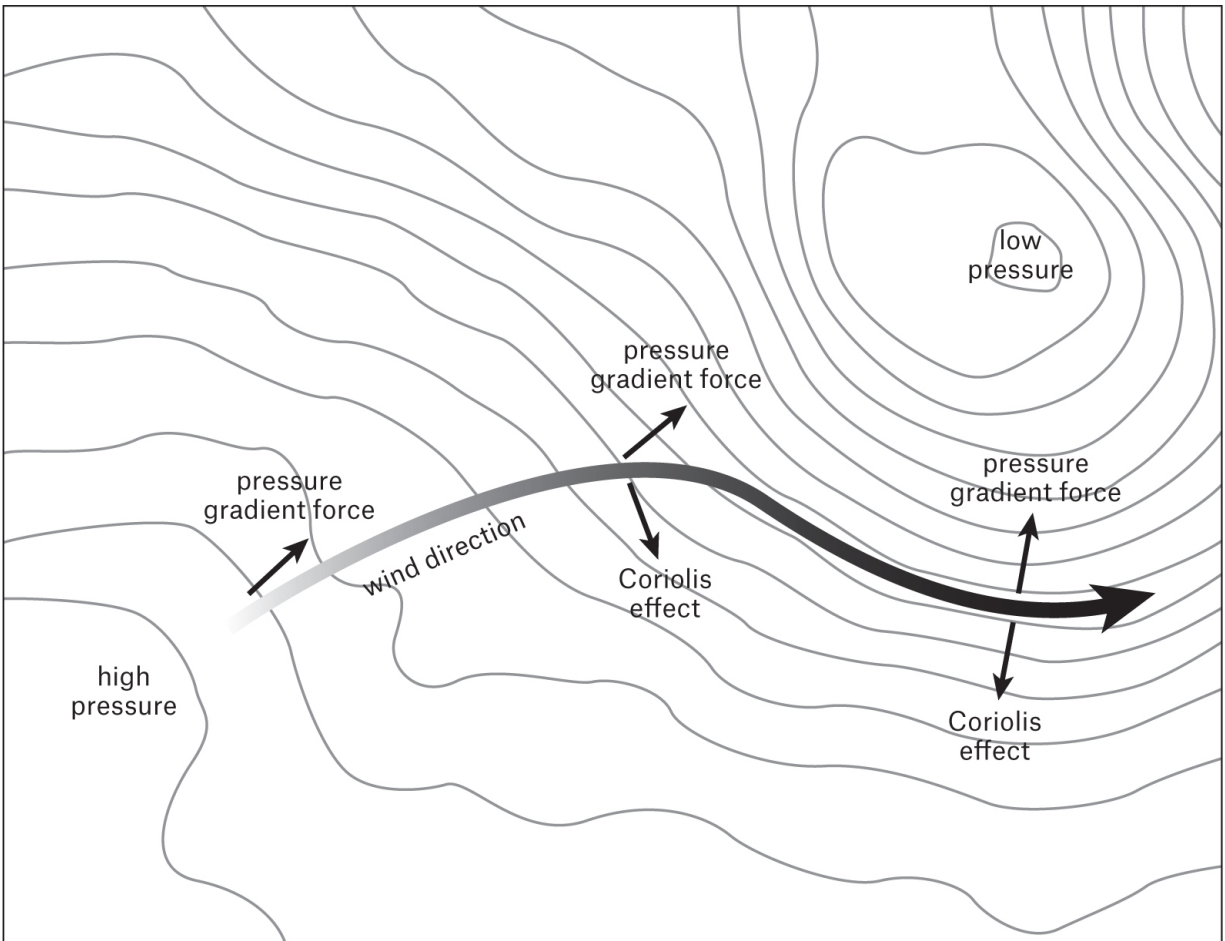 low
pressure
pressure
gradient force
pressure
gradient force
pressure
gradient force
wind direction
Coriolis
effect
high
pressure
Coriolis
effect